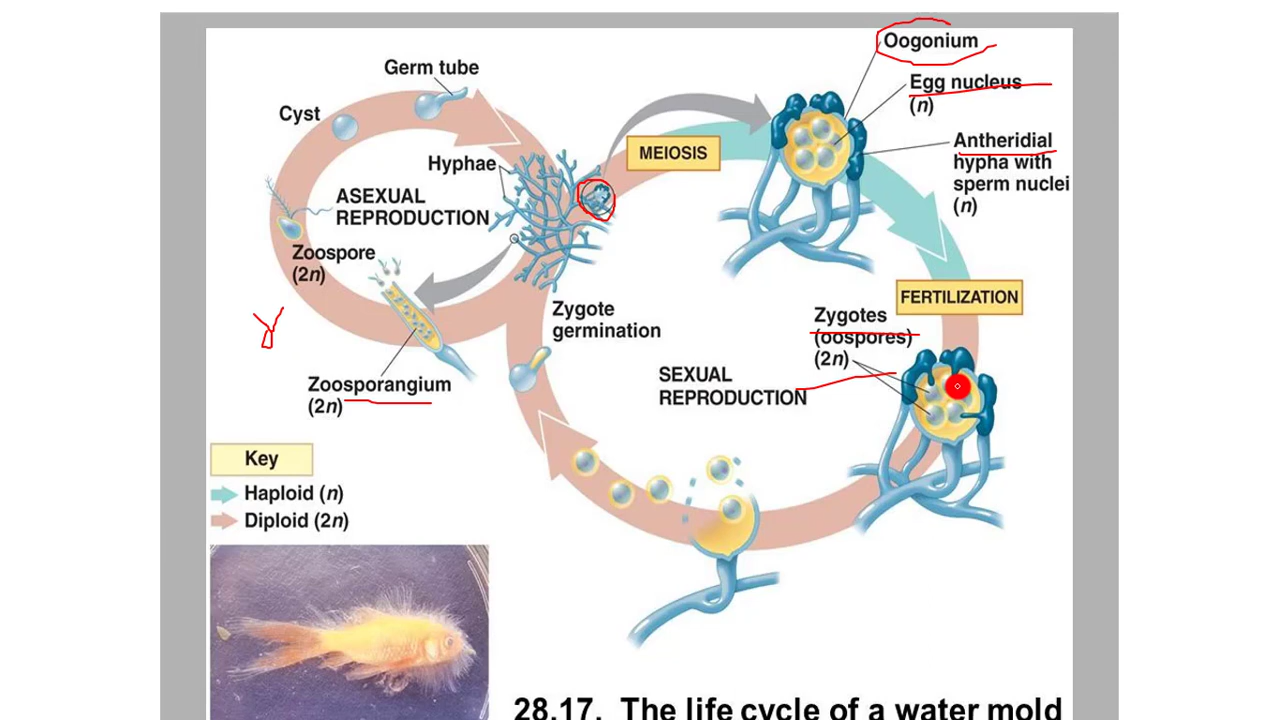 Oogonium
Germ tube
Egg nucleus
(n)
Cyst
Antheridial
hypha with
sperm nuclei
(n)
MEIOSIS
Hyphae
ASEXUAL
REPRODUCTION
Zoospore
(2n)
FERTILIZATION
Zygote
germination
Zygotes
(oospores)
(2n)
Zoosporangium
(2n)
SEXUAL
REPRODUCTION
Key
Haploid (n)
Diploid (2n)
28.17. The life cycle of a water mold